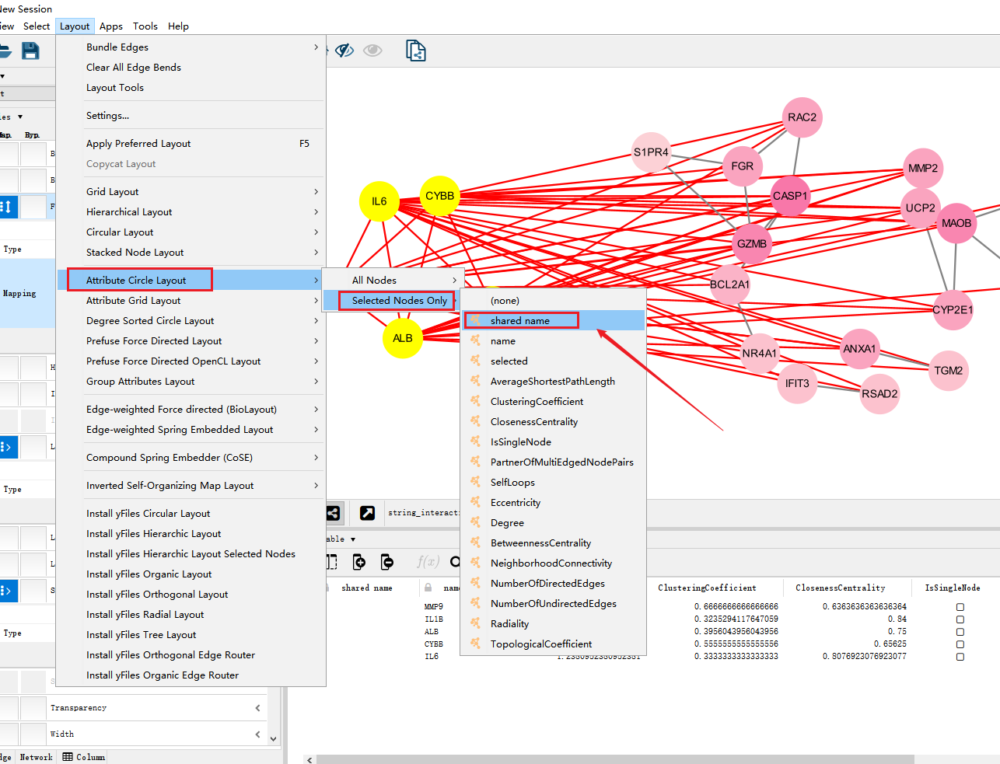 New Session
iew Select Layout Apps Tools Help
Bundle Edges
Clear All Edge Bends
Layout Tools
Settings...
Apply Preferred Layout F5
Copycat Layout
Grid Layout
Hierarchical Layout
Circular Layout
Stacked Node Layout
Attribute Circle Layout
Attribute Grid Layout
Degree Sorted Circle Layout
Prefuse Force Directed Layout
Prefuse Force Directed OpenCL Layout
Group Attributes Layout
Edge-weighted Force directed (BioLayout)
Edge-weighted Spring Embedded Layout
Compound Spring Embedder (CoSE)
Inverted Self-Organizing Map Layout
Install yFiles Circular Layout
Install yFiles Hierarchic Layout
Install yFiles Hierarchic Layout Selected Nodes
Install yFiles Organic Layout
Install yFiles Orthogonal Layout
Install yFiles Radial Layout
Install yFiles Tree Layout
Install yFiles Orthogonal Edge Router
Install yFiles Organic Edge Router
All Nodes
Selected Nodes Only
(none)
shared name
name
selected
AverageShortestPathLength
ClusteringCoefficient
ClosenessCentrality
IsSingleNode
PartnerOfMultiEdgedNodePairs
SelfLoops
Eccentricity
Degree
BetweennessCentrality
NeighborhoodConnectivity
NumberOfDirectedEdges
NumberOfUndirectedEdges
Radiality
TopologicalCoefficient
t
ies
Map. Byp.
B
B
F
Type
Mapping
H
I
I
L
Type
L
L
S
Type
S
Transparency
Width
dge Network Column
RAC2
S1PR4
FGR
MMP2
CASP1
CYBB
IL6
UCP2
MAOB
GZMB
BCL2A1
CYP2E1
ALB
ANXA1
NR4A1
TGM2
IFIT3
RSAD2
string_interacti
able
f(x)
shared name nam ClusteringCoefficient ClosenessCentrality IsSingleNode
MMP9 0.6666666666666666 0.6363636363636364
IL1B 0.3235294117647059 0.84
ALB 0.3956043956043956 0.75
CYBB 0.5555555555555556 0.65625
IL6 1.2380952380952381 0.3333333333333333 0.8076923076923077